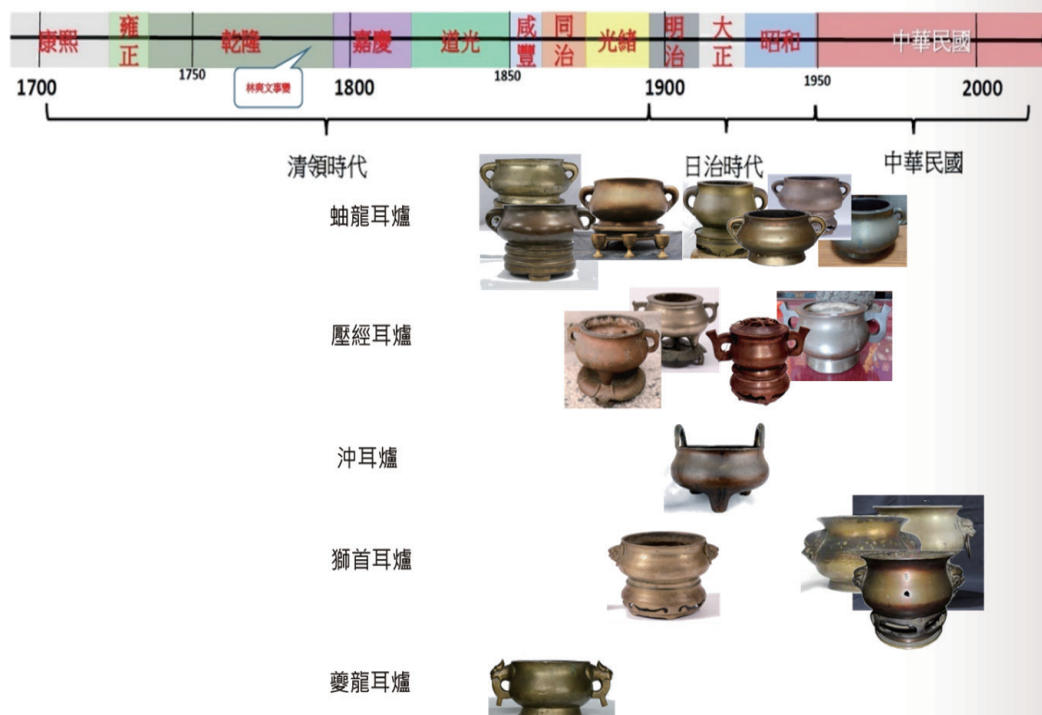 康熙
雍正
乾隆
嘉慶
道光
咸豐
同治
光緒
明治
大正
昭和
中華民國
林爽文事變
1700
1750
1800
1850
1900
1950
2000
清領時代
日治時代
中華民國
蚰龍耳爐
壓經耳爐
沖耳爐
獅首耳爐
夔龍耳爐